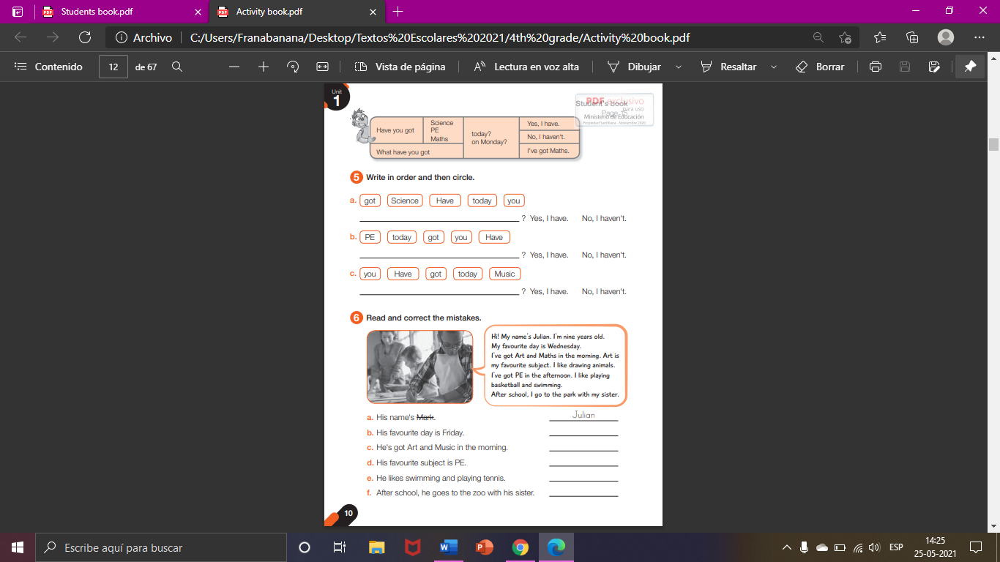 Students book.pdf
Activity book.pdf
Archivo
C:/Users/Franabanana/Desktop/Textos%20Escolares%202021/4th%20grade/Activity%20book.pdf
Contenido 12 de 67 Vista de página Lectura en voz alta Dibujar Resaltar Borrar
Unit
1
PDF exclusivo
Student's book
para uso
Page
Ministerio de Educación
Propiedad Santillana - Noviembre 2020
Have you got
Science
PE
Maths
today?
on Monday?
Yes, I have.
No, I haven't.
What have you got
I've got Maths.
5 Write in order and then circle.
a. got Science Have today you
? Yes, I have. No, I haven't.
b. PE today got you Have
? Yes, I have. No, I haven't.
c. you Have got today Music
? Yes, I have. No, I haven't.
6 Read and correct the mistakes.
Hi! My name's Julian. I'm nine years old.
My favourite day is Wednesday.
I've got Art and Maths in the morning. Art is
my favourite subject. I like drawing animals.
I've got PE in the afternoon. I like playing
basketball and swimming.
After school, I go to the park with my sister.
a. His name's Mark. Julian
b. His favourite day is Friday.
c. He's got Art and Music in the morning.
d. His favourite subject is PE.
e. He likes swimming and playing tennis.
f. After school, he goes to the zoo with his sister.
10
Escribe aquí para buscar
ESP
14:25
25-05-2021